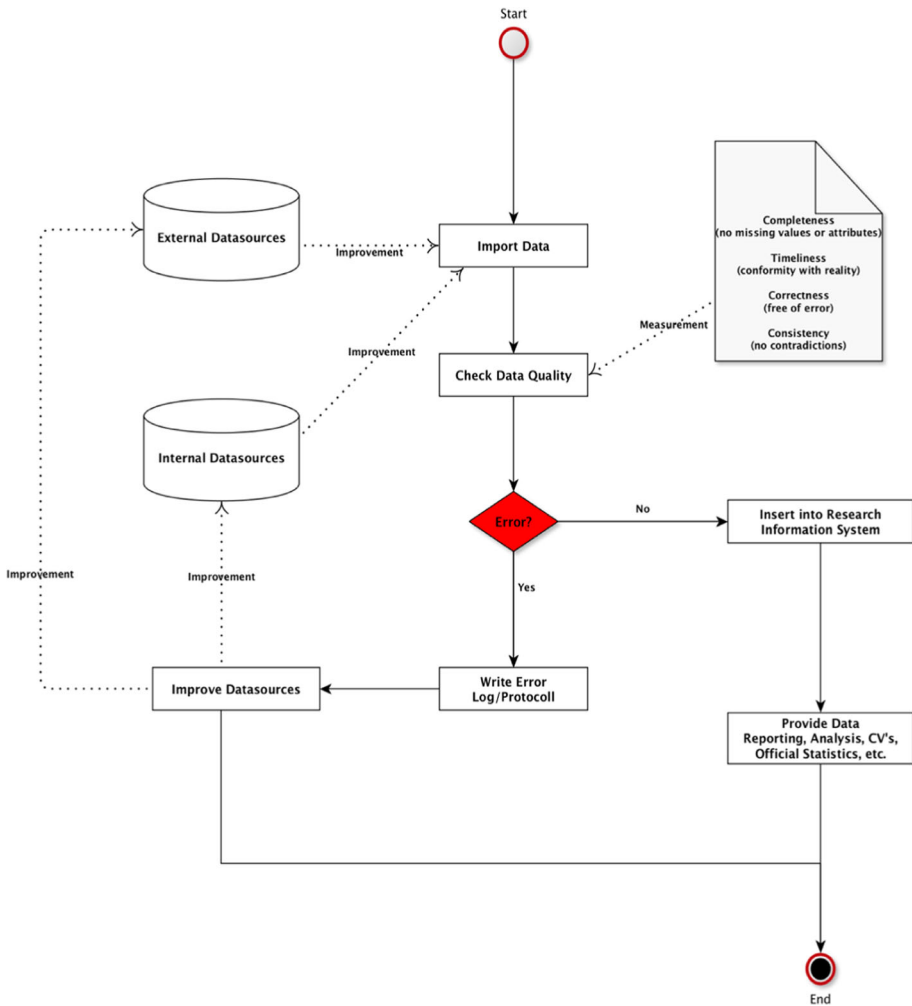 Start
External Datasources
Improvement
Import Data
Completeness
(no missing values or attributes)
Timeliness
(conformity with reality)
Correctness
(free of error)
Consistency
(no contradictions)
Measurement
Improvement
Check Data Quality
Internal Datasources
Error?
No
Insert into Research
Information System
Improvement
Improvement
Yes
Improve Datasources
Write Error
Log/Protocoll
Provide Data
Reporting, Analysis, CV's,
Official Statistics, etc.
End